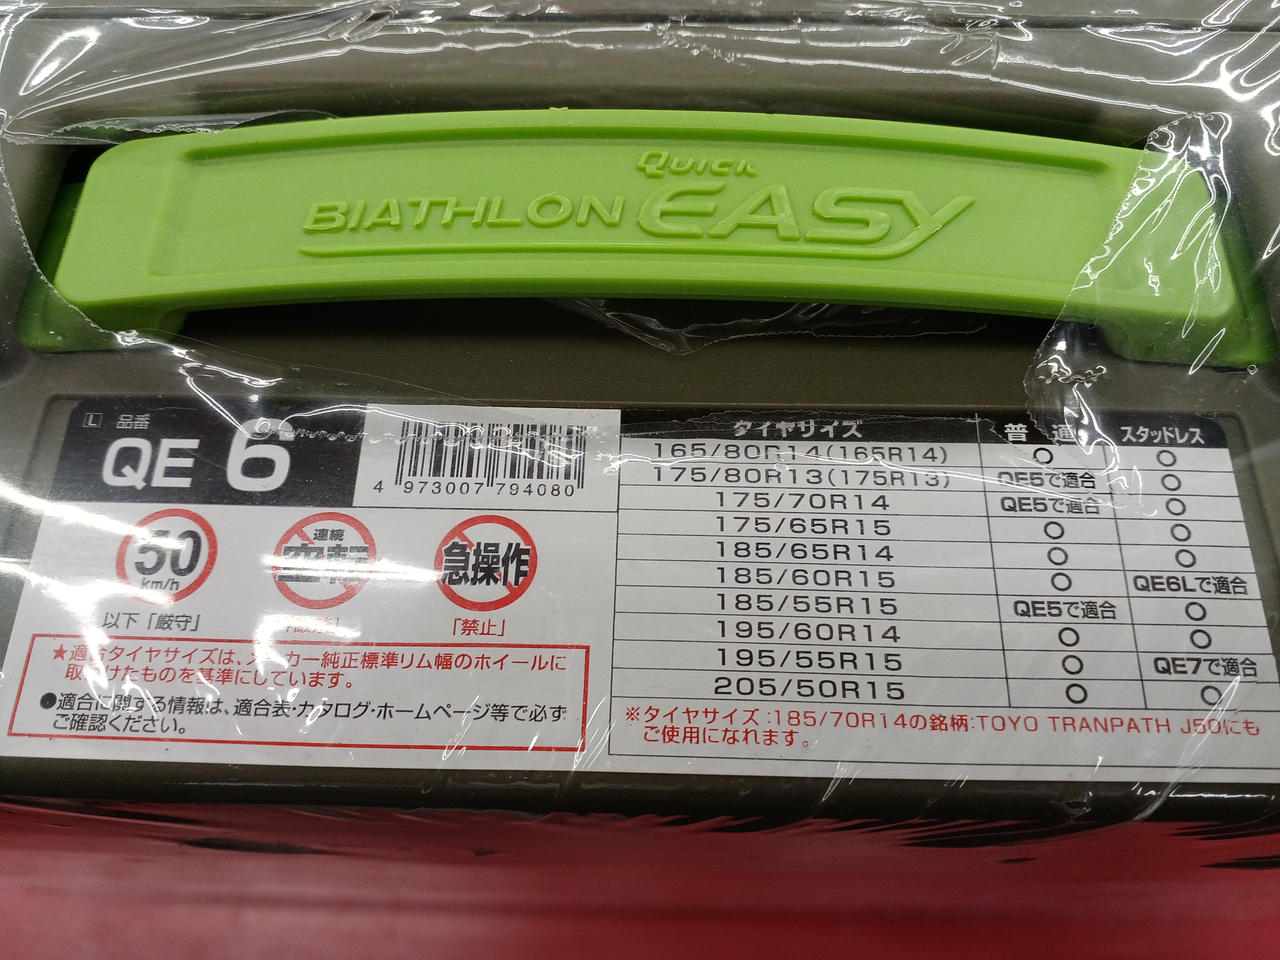 Quick
BIATHLON EASY
L 品番
QE 6
4 973007 794080
50
km/h
以下「厳守」
連続
空転
急操作
「禁止」
★適合タイヤサイズは、メーカー純正標準リム幅のホイールに
取付けたものを基準にしています。
●適合に関する情報は、適合表・カタログ・ホームページ等で必ず
ご確認ください。
タイヤサイズ 普通 スタッドレス
165/80R14(165R14) ○ ○
175/80R13(175R13) QE5で適合 ○
175/70R14 QE5で適合 ○
175/65R15 ○ ○
185/65R14 ○ ○
185/60R15 ○ QE6Lで適合
185/55R15 QE5で適合 ○
195/60R14 ○ ○
195/55R15 ○ QE7で適合
205/50R15 ○ ○
※タイヤサイズ:185/70R14の銘柄:TOYO TRANPATH J50にも
ご使用になれます。